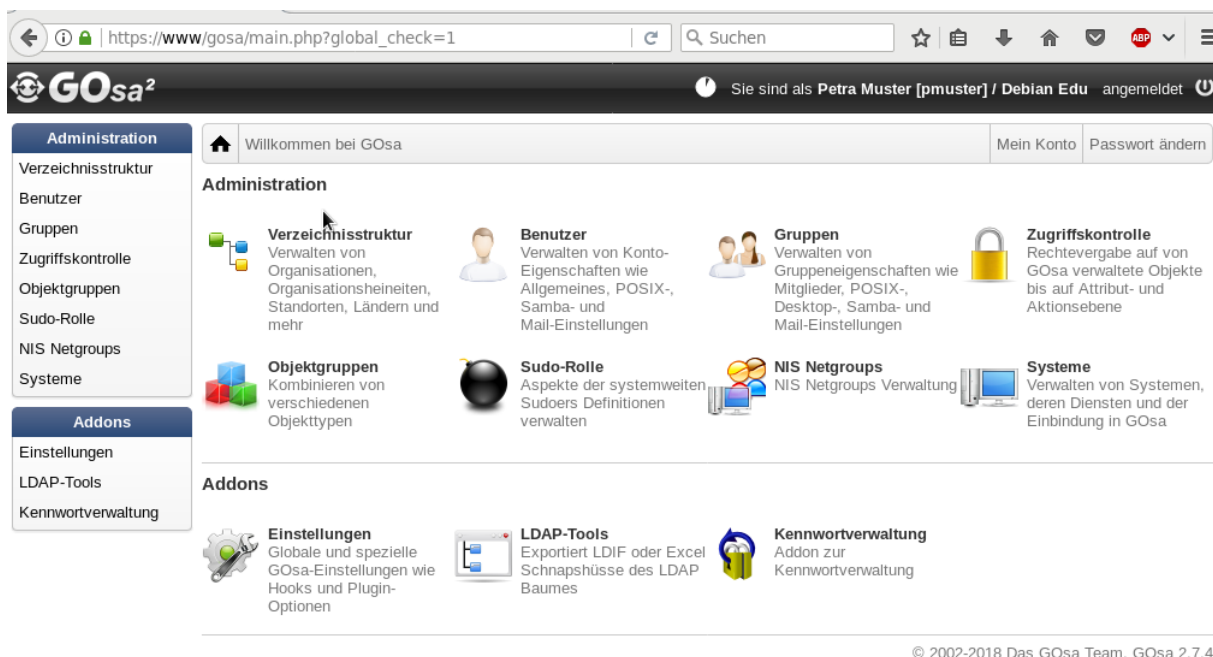 https://www/gosa/main.php?global_check=1
Suchen
ABP
GOsa²
Sie sind als Petra Muster [pmuster] / Debian Edu angemeldet
Administration
Verzeichnisstruktur
Benutzer
Gruppen
Zugriffskontrolle
Objektgruppen
Sudo-Rolle
NIS Netgroups
Systeme
Addons
Einstellungen
LDAP-Tools
Kennwortverwaltung
Willkommen bei GOsa
Mein Konto
Passwort ändern
Administration
Verzeichnisstruktur
Verwalten von
Organisationen,
Organisationsheineiten,
Standorten, Ländern und
mehr
Benutzer
Verwalten von Konto-
Eigenschaften wie
Allgemeines, POSIX-,
Samba- und
Mail-Einstellungen
Gruppen
Verwalten von
Gruppeneigenschaften wie
Mitglieder, POSIX-,
Desktop-, Samba- und
Mail-Einstellungen
Zugriffskontrolle
Rechtevergabe auf von
GOsa verwaltete Objekte
bis auf Attribut- und
Aktionsebene
Objektgruppen
Kombinieren von
verschiedenen
Objekttypen
Sudo-Rolle
Aspekte der systemweiten
Sudoers Definitionen
verwalten
NIS Netgroups
NIS Netgroups Verwaltung
Systeme
Verwalten von Systemen,
deren Diensten und der
Einbindung in GOsa
Addons
Einstellungen
Globale und spezielle
GOsa-Einstellungen wie
Hooks und Plugin-
Optionen
LDAP-Tools
Exportiert LDIF oder Excel
Schnapshüsse des LDAP
Baumes
Kennwortverwaltung
Addon zur
Kennwortverwaltung
© 2002-2018 Das GOsa Team, GOsa 2.7.4